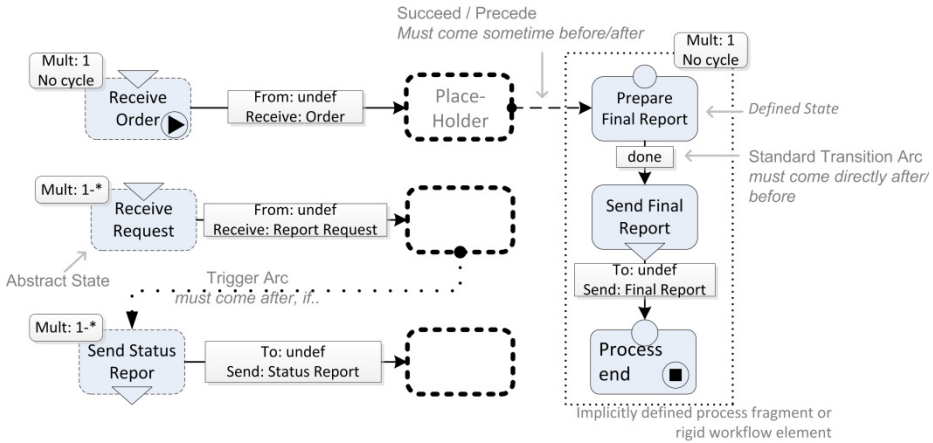 Succeed / Precede
Must come sometime before/after
Mult: 1
No cycle
Mult: 1
No cycle
Receive
Order
From: undef
Receive: Order
Place-
Holder
Prepare
Final Report
Defined State
done
Standard Transition Arc
must come directly after/
before
Mult: 1-*
Receive
Request
From: undef
Receive: Report Request
Send Final
Report
Abstract State
Trigger Arc
must come after, if..
To: undef
Send: Final Report
Mult: 1-*
Send Status
Repor
To: undef
Send: Status Report
Process
end
Implicitly defined process fragment or
rigid workflow element